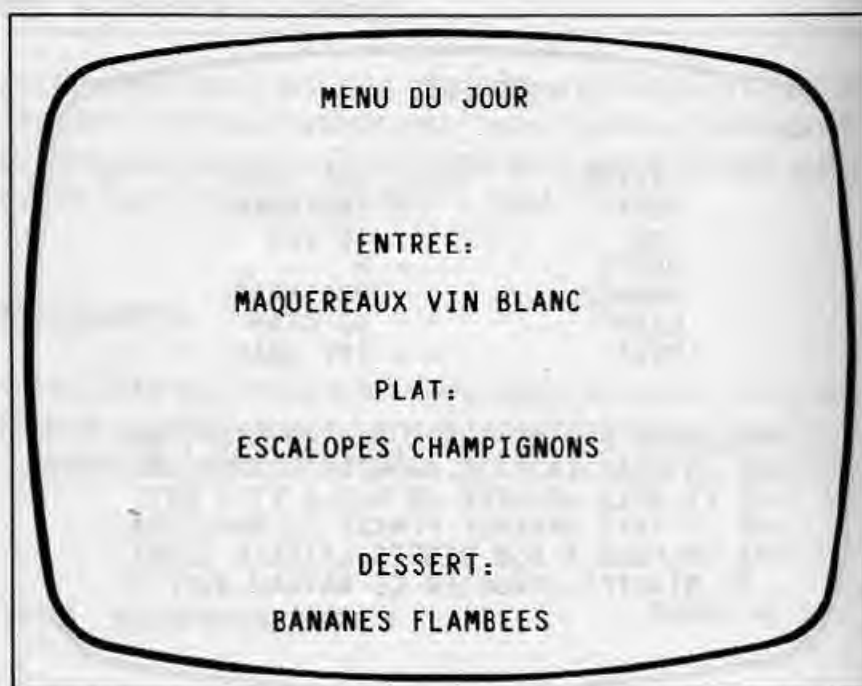 MENU DU JOUR
ENTREE:
MAQUEREAUX VIN BLANC
PLAT:
ESCALOPES CHAMPIGNONS
DESSERT:
BANANES FLAMBEES